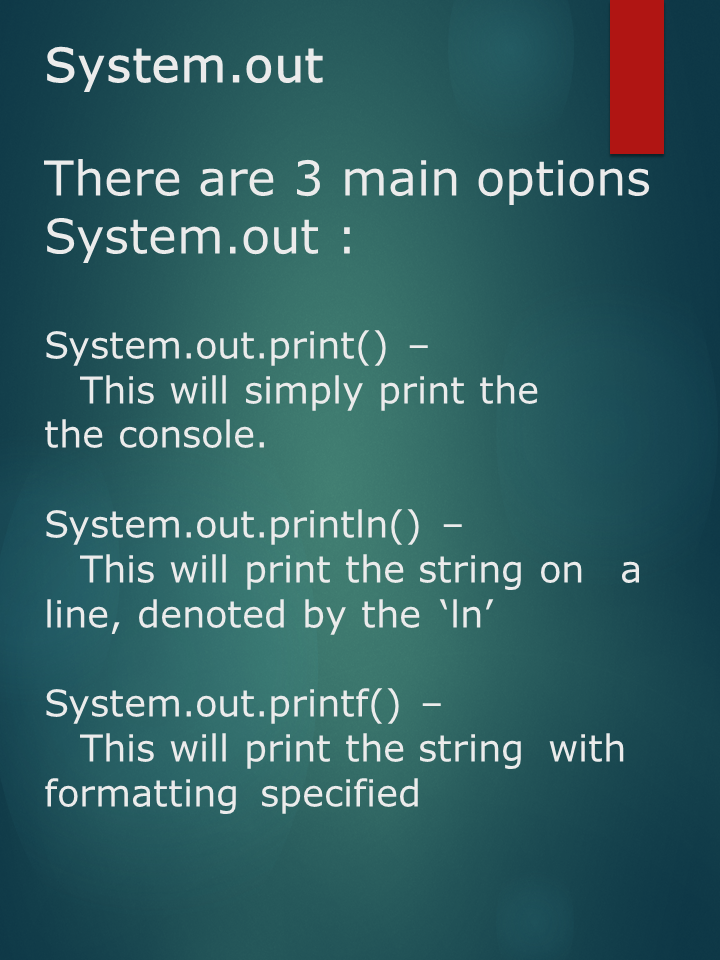 System.out
There are 3 main options
System.out :
System.out.print() –
This will simply print the
the console.
System.out.println() –
This will print the string on a
line, denoted by the ‘ln’
System.out.printf() –
This will print the string with
formatting specified